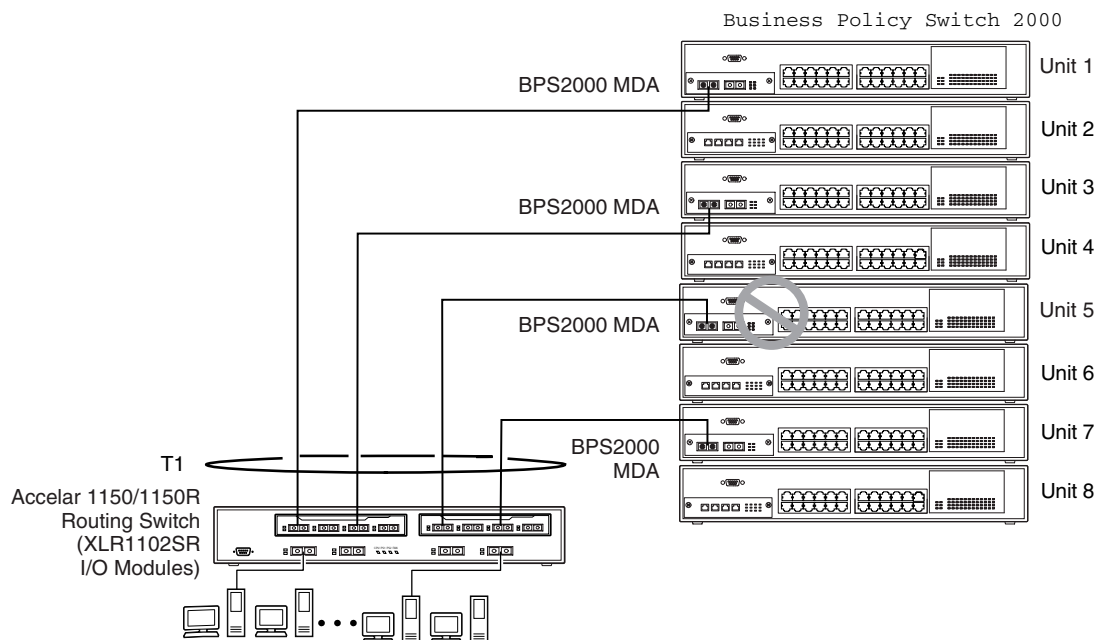 Business Policy Switch 2000
Unit 1
BPS2000 MDA
Unit 2
Unit 3
BPS2000 MDA
Unit 4
Unit 5
BPS2000 MDA
Unit 6
Unit 7
BPS2000
MDA
T1
Unit 8
Accelar 1150/1150R
Routing Switch
(XLR1102SR
I/O Modules)